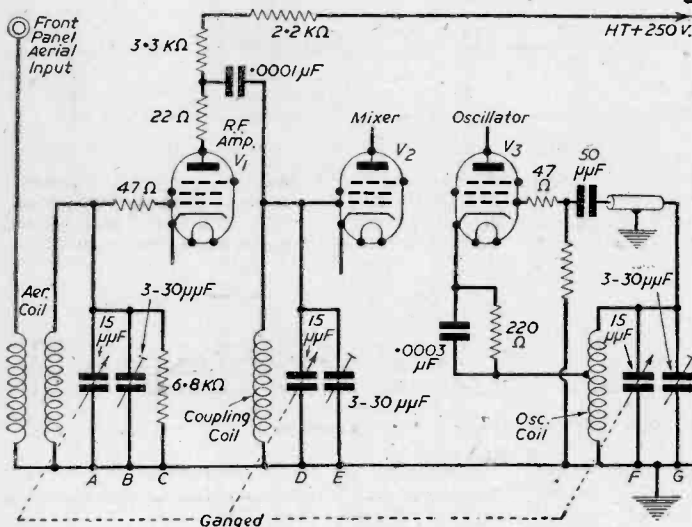 Front
Panel
Aerial
Input
3·3 KΩ
2·2 KΩ
HT+250 V.
·0001 μF
22 Ω
R.F.
Amp.
V1
Mixer
V2
Oscillator
V3
47
Ω
50
μμF
47 Ω
Aer.
Coil
3-30 μμF
15
μμF
6·8 KΩ
Coupling
Coil
15
μμF
3-30 μμF
·0003
μF
220
Ω
3-30 μμF
15
μμF
Osc.
Coil
A
B
C
D
E
F
G
Ganged